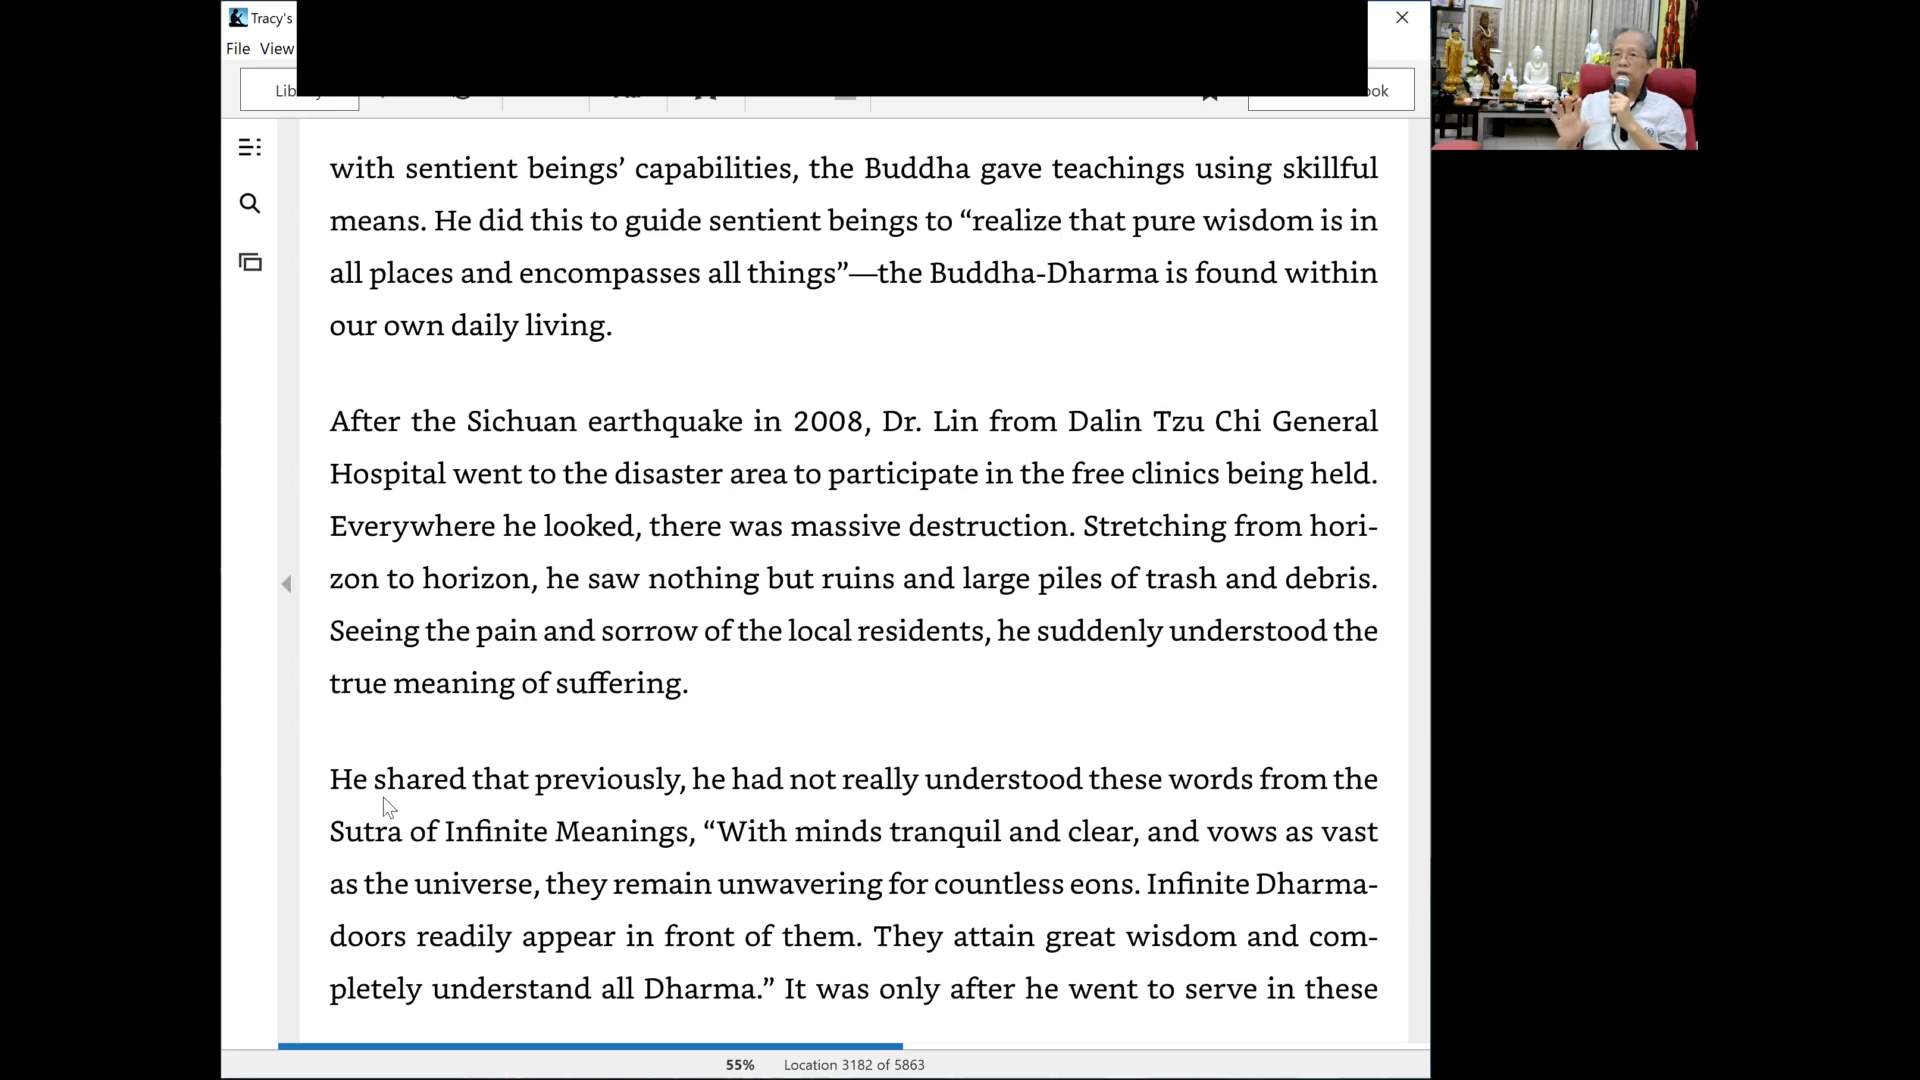 Tracy's
File View
Lib
ok
with sentient beings’ capabilities, the Buddha gave teachings using skillful
means. He did this to guide sentient beings to “realize that pure wisdom is in
all places and encompasses all things”—the Buddha-Dharma is found within
our own daily living.
After the Sichuan earthquake in 2008, Dr. Lin from Dalin Tzu Chi General
Hospital went to the disaster area to participate in the free clinics being held.
Everywhere he looked, there was massive destruction. Stretching from hori-
zon to horizon, he saw nothing but ruins and large piles of trash and debris.
Seeing the pain and sorrow of the local residents, he suddenly understood the
true meaning of suffering.
He shared that previously, he had not really understood these words from the
Sutra of Infinite Meanings, “With minds tranquil and clear, and vows as vast
as the universe, they remain unwavering for countless eons. Infinite Dharma-
doors readily appear in front of them. They attain great wisdom and com-
pletely understand all Dharma.” It was only after he went to serve in these
55% Location 3182 of 5863